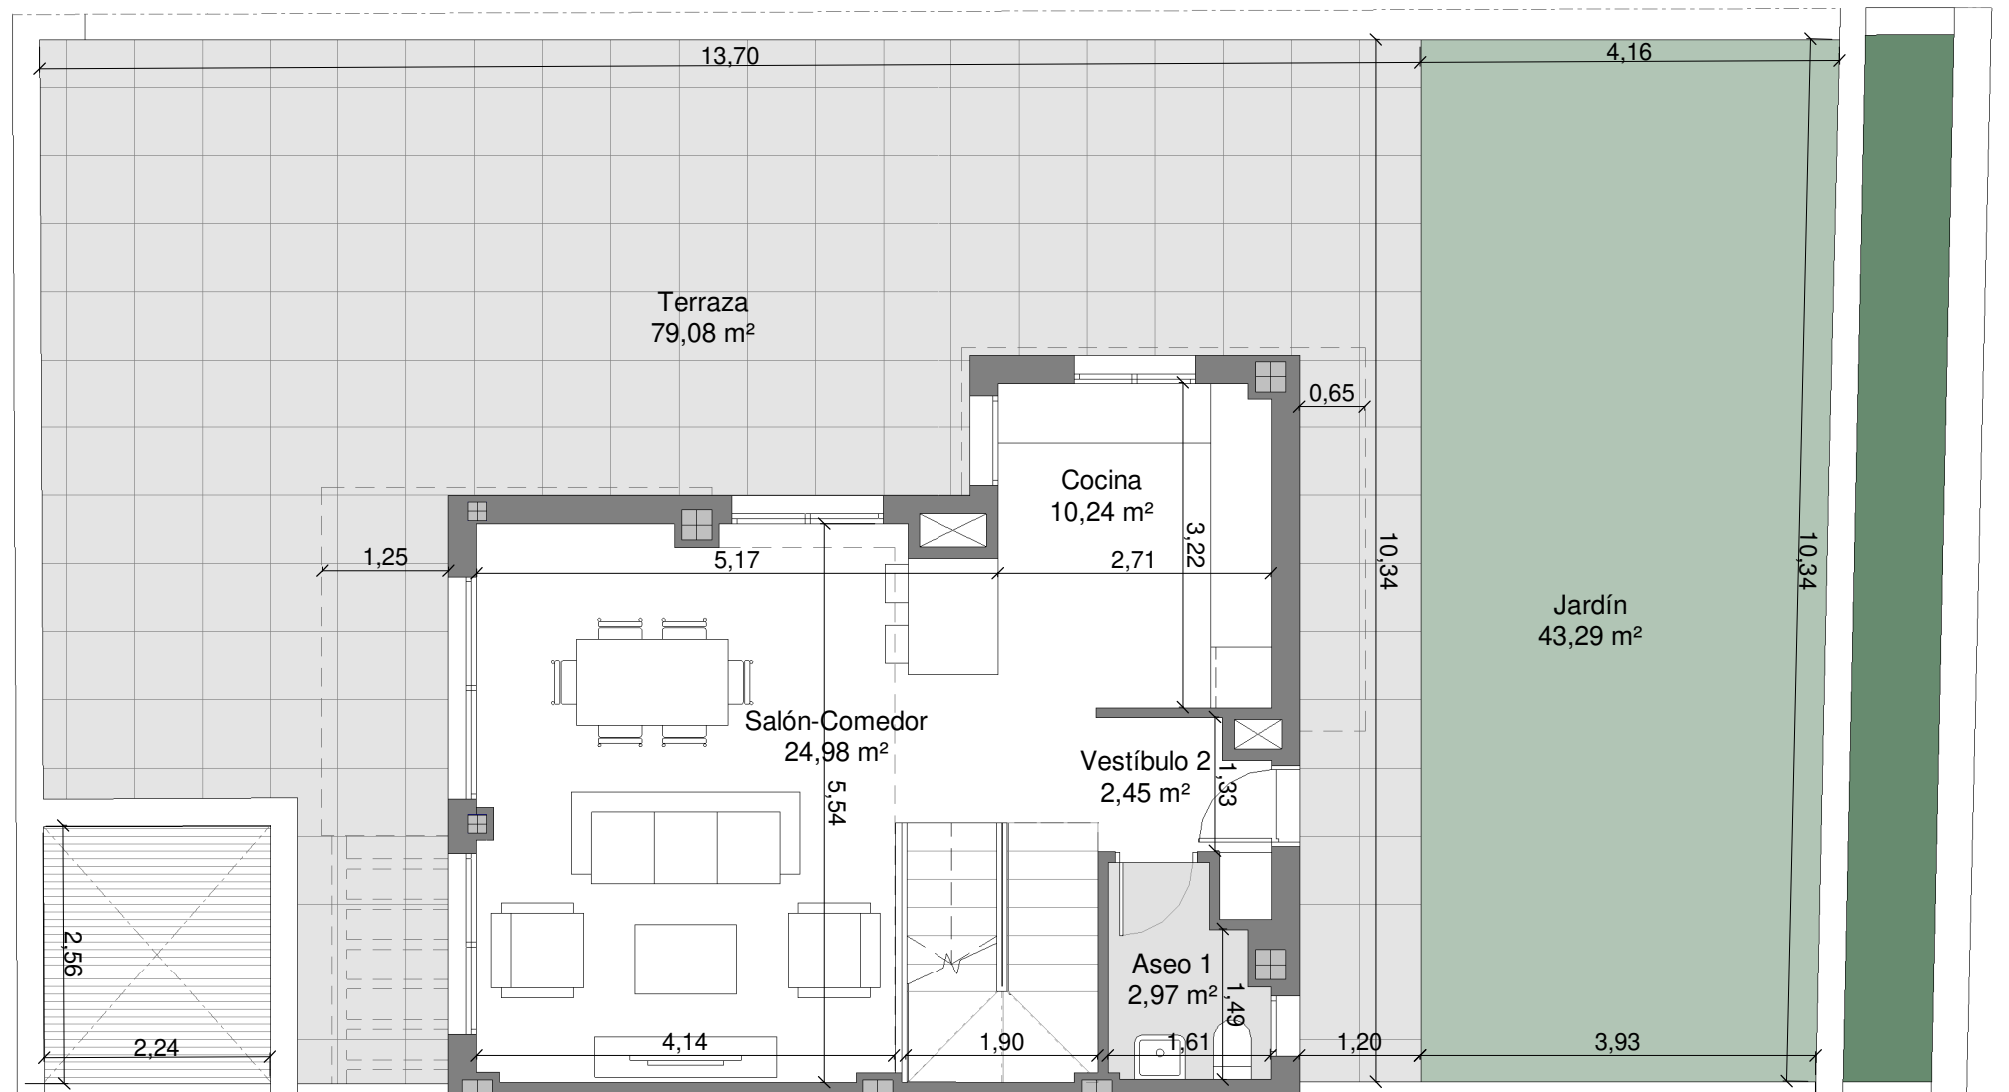 13,70
4,16
Terraza
79,08 m²
0,65
Cocina
10,24 m²
3,22
1,25
5,17
2,71
10,34
10,34
Jardín
43,29 m²
Salón-Comedor
24,98 m²
5,54
Vestíbulo 2
2,45 m²
1,33
2,56
Aseo 1
2,97 m²
1,49
2,24
4,14
1,90
1,61
1,20
3,93